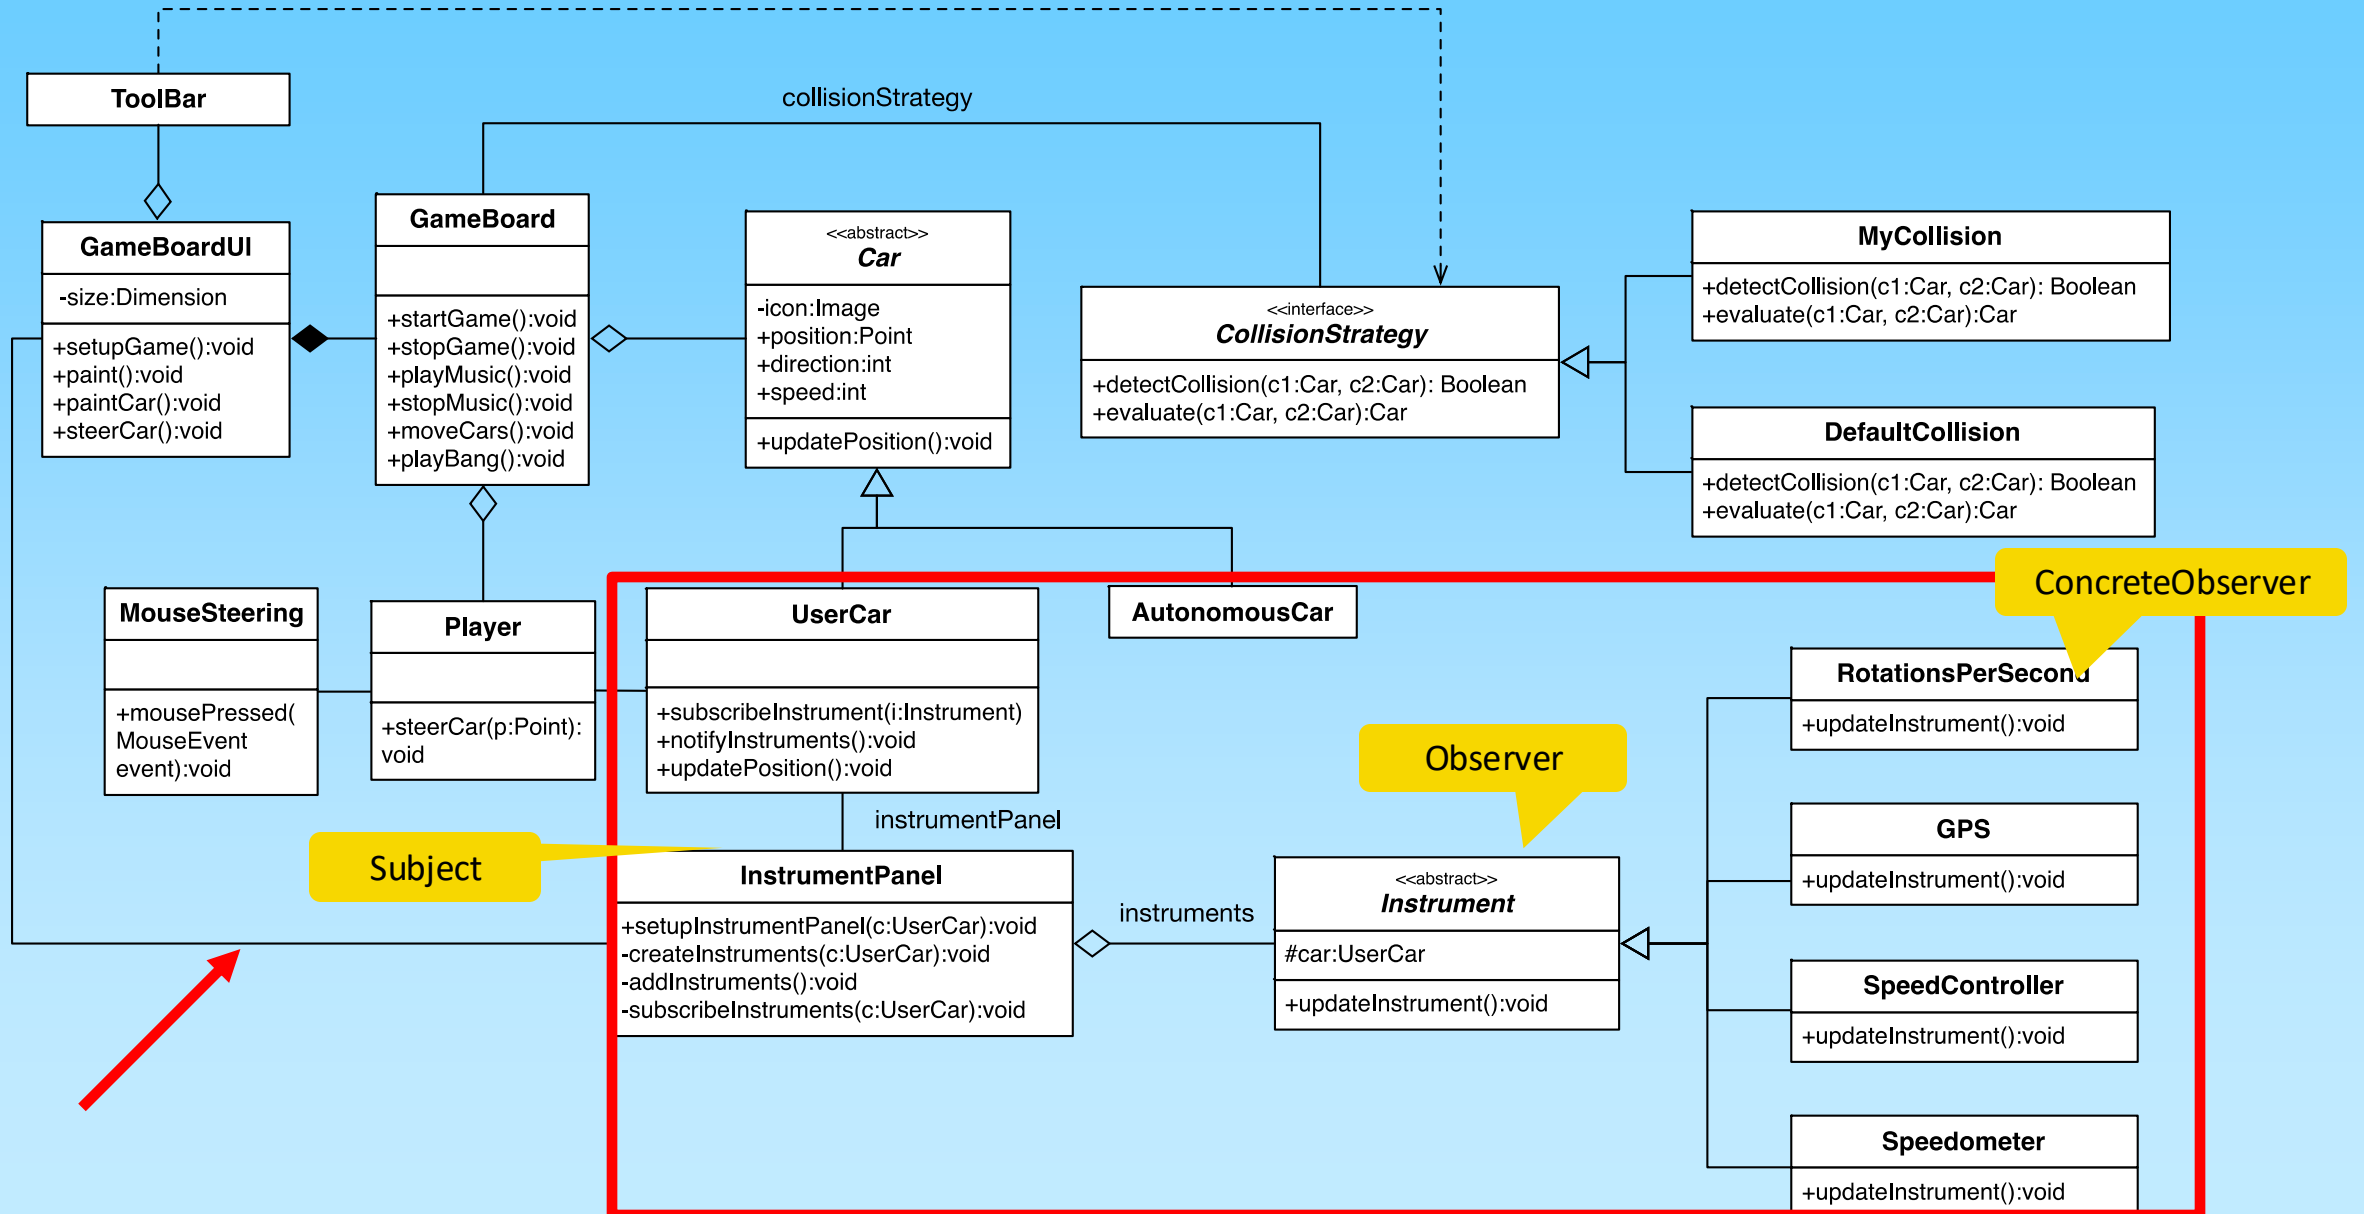 ToolBar
collisionStrategy
GameBoardUI
-size:Dimension
+setupGame():void
+paint():void
+paintCar():void
+steerCar():void
GameBoard
+startGame():void
+stopGame():void
+playMusic():void
+stopMusic():void
+moveCars():void
+playBang():void
<<abstract>>
Car
-icon:Image
+position:Point
+direction:int
+speed:int
+updatePosition():void
<<interface>>
CollisionStrategy
+detectCollision(c1:Car, c2:Car): Boolean
+evaluate(c1:Car, c2:Car):Car
MyCollision
+detectCollision(c1:Car, c2:Car): Boolean
+evaluate(c1:Car, c2:Car):Car
DefaultCollision
+detectCollision(c1:Car, c2:Car): Boolean
+evaluate(c1:Car, c2:Car):Car
MouseSteering
+mousePressed(
MouseEvent
event):void
Player
+steerCar(p:Point):
void
UserCar
+subscribeInstrument(i:Instrument)
+notifyInstruments():void
+updatePosition():void
AutonomousCar
ConcreteObserver
RotationsPerSecond
+updateInstrument():void
Observer
instrumentPanel
Subject
InstrumentPanel
+setupInstrumentPanel(c:UserCar):void
-createInstruments(c:UserCar):void
-addInstruments():void
-subscribeInstruments(c:UserCar):void
instruments
<<abstract>>
Instrument
#car:UserCar
+updateInstrument():void
GPS
+updateInstrument():void
SpeedController
+updateInstrument():void
Speedometer
+updateInstrument():void